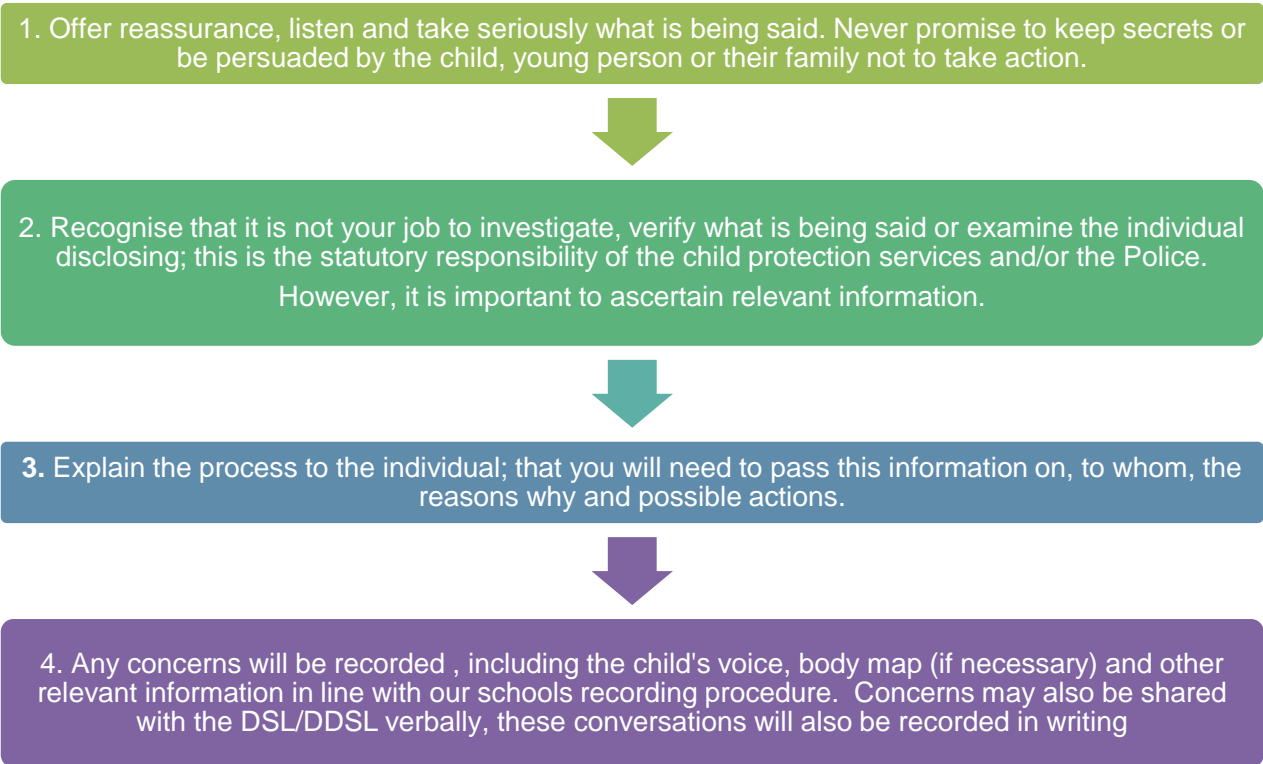 1. Offer reassurance, listen and take seriously what is being said. Never promise to keep secrets or
be persuaded by the child, young person or their family not to take action.
2. Recognise that it is not your job to investigate, verify what is being said or examine the individual
disclosing; this is the statutory responsibility of the child protection services and/or the Police.
However, it is important to ascertain relevant information.
3. Explain the process to the individual; that you will need to pass this information on, to whom, the
reasons why and possible actions.
4. Any concerns will be recorded , including the child's voice, body map (if necessary) and other
relevant information in line with our schools recording procedure.  Concerns may also be shared
with the DSL/DDSL verbally, these conversations will also be recorded in writing